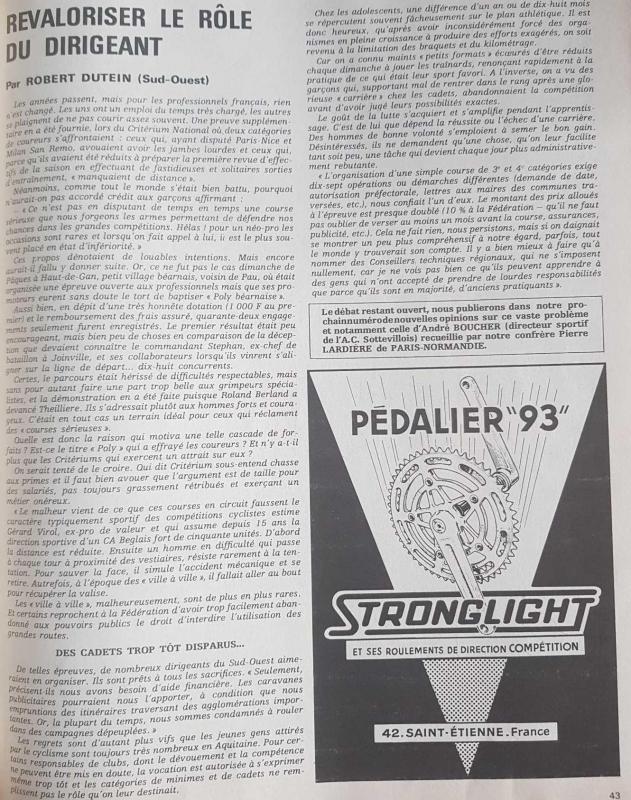 REVALORISER LE RÔLE
DU DIRIGEANT
Par ROBERT DUTEIN (Sud-Ouest)
Les années passent, mais pour les professionnels français, rien
n'est changé. Les uns ont un emploi du temps très chargé, les autres
se plaignent de ne pas courir assez souvent. Une preuve supplémen-
taire en a été fournie, lors du Critérium National où deux catégories
de coureurs s'affrontaient : ceux qui, ayant disputé Paris-Nice et
Milan San Remo, avouaient avoir les jambes lourdes et ceux qui,
parce qu'ils avaient été réduits à préparer la première revue d'effec-
tifs de la saison en effectuant de fastidieuses et solitaires sorties
d'entraînement, « manquaient de distance ».
Néanmoins, comme tout le monde s'était bien battu, pourquoi
n'aurait-on pas accordé crédit aux garçons affirmant :
— « Ce n'est pas en disputant de temps en temps une course
sérieuse que nous forgeons les armes permettant de défendre nos
chances dans les grandes compétitions. Hélas ! pour un néo-pro les
occasions sont rares et lorsqu'on fait appel à lui, il est le plus sou-
vent placé en état d'infériorité. »
Ces propos dénotaient de louables intentions. Mais encore
aurait-il fallu y donner suite. Or, ce ne fut pas le cas dimanche de
Pâques à Haut-de-Gan, petit village béarnais, voisin de Pau, où était
organisée une épreuve ouverte aux professionnels mais que ses pro-
moteurs eurent sans doute le tort de baptiser « Poly béarnaise ».
Aussi bien, en dépit d'une très honnête dotation (1 000 F au pre-
mier) et le remboursement des frais assuré, quarante-deux engage-
ments seulement furent enregistrés. Le premier résultat était peu
encourageant, mais bien peu de choses en comparaison de la décep-
tion que devaient connaître le commandant Stephan, ex-chef de
bataillon à Joinville, et ses collaborateurs lorsqu'ils vinrent s'ali-
gner sur la ligne de départ... dix-huit concurrents.
Certes, le parcours était hérissé de difficultés respectables, mais
sans pour autant faire une part trop belle aux grimpeurs spécia-
listes, et la démonstration en a été faite puisque Roland Berland a
devancé Theilliere. Ils s'adressait plutôt aux hommes forts et coura-
geux. C'était en tout cas un terrain idéal pour ceux qui réclament
des « courses sérieuses ».
Quelle est donc la raison qui motiva une telle cascade de for-
faits ? Est-ce le titre « Poly » qui a effrayé les coureurs ? Et n'y a-t-il
plus que les Critériums qui exercent un attrait sur eux ?
On serait tenté de le croire. Qui dit Critérium sous-entend chasse
aux primes et il faut bien avouer que l'argument est de taille pour
des salariés, pas toujours grassement rétribués et exerçant un
métier onéreux.
« Le malheur vient de ce que ces courses en circuit faussent le
caractère typiquement sportif des compétitions cyclistes estime
Gérard Virol, ex-pro de valeur et qui assume depuis 15 ans la
direction sportive d'un CA Beglais fort de cinquante unités. D'abord
la distance est réduite. Ensuite un homme en difficulté qui passe
à chaque tour à proximité des vestiaires, résiste rarement à la ten-
tation. Pour sauver la face, il simule l'accident mécanique et se
retire. Autrefois, à l'époque des « ville à ville », il fallait aller au bout
pour récupérer la valise.
Les « ville à ville », malheureusement, sont de plus en plus rares.
Et certains reprochent à la Fédération d'avoir trop facilement aban-
donné aux pouvoirs publics le droit d'interdire l'utilisation des
grandes routes.
DES CADETS TROP TÔT DISPARUS...
De telles épreuves, de nombreux dirigeants du Sud-Ouest aime-
raient en organiser. Ils sont prêts à tous les sacrifices. « Seulement,
précisent-ils nous avons besoin d'aide financière. Les caravanes
publicitaires pourraient nous l'apporter, à condition que nous
empruntions des itinéraires traversant des agglomérations impor-
tantes. Or, la plupart du temps, nous sommes condamnés à rouler
dans des campagnes dépeuplées. »
Les regrets sont d'autant plus vifs que les jeunes gens attirés
par le cyclisme sont toujours très nombreux en Aquitaine. Pour cer-
tains responsables de clubs, dont le dévouement et la compétence
ne peuvent être mis en doute, la vocation est autorisée à s'exprimer
même trop tôt et les catégories de minimes et de cadets ne rem-
plissent pas le rôle qu'on leur destinait.
Chez les adolescents, une différence d'un an ou de dix-huit mois
se répercutent souvent fâcheusement sur le plan athlétique. Il est
donc heureux, qu'après avoir inconsidérément forcé des orga-
nismes en pleine croissance à produire des efforts exagérés, on soit
revenu à la limitation des braquets et du kilométrage.
Car on a connu maints « petits formats » écœurés d'être réduits
chaque dimanche à jouer les traînards, renonçant rapidement à la
pratique de ce qui était leur sport favori. A l'inverse, on a vu des
garçons qui, supportant mal de rentrer dans le rang après une glo-
rieuse « carrière » chez les cadets, abandonnaient la compétition
avant d'avoir jugé leurs possibilités exactes.
Le goût de la lutte s'acquiert et s'amplifie pendant l'apprentis-
sage. C'est de lui que dépend la réussite ou l'échec d'une carrière.
Des hommes de bonne volonté s'emploient à semer le bon gain.
Désintéressés, ils ne demandent qu'une chose, qu'on leur facilite
tant soit peu, une tâche qui devient chaque jour plus administrative-
ment rebutante.
« L'organisation d'une simple course de 3e et 4e catégories exige
dix-sept opérations ou démarches différentes (demande de date,
autorisation préfectorale, lettres aux maires des communes tra-
versées, etc.), nous confiait l'un d'eux. Le montant des prix alloués
à l'épreuve est presque doublé (10 % à la Fédération — qu'il ne faut
pas oublier de verser au moins un mois avant la course, assurances,
publicité, etc.). Cela ne fait rien, nous persistons, mais si on daignait
se montrer un peu plus compréhensif à notre égard, parfois, tout
le monde y trouverait son compte. Il y a bien mieux à faire qu'à
nommer des Conseillers techniques régionaux, qui ne s'imposent
nullement, car je ne vois pas bien ce qu'ils peuvent apprendre à
des gens qui n'ont accepté de prendre de lourdes responsabilités
que parce qu'ils sont en majorité, d'anciens pratiquants ».
Le débat restant ouvert, nous publierons dans notre pro-
chain numéro de nouvelles opinions sur ce vaste problème
et notamment celle d'André BOUCHER (directeur sportif
de l'A.C. Sottevillois) recueillie par notre confrère Pierre
LARDIÈRE de PARIS-NORMANDIE.
PÉDALIER "93"
STRONGLIGHT
ET SES ROULEMENTS DE DIRECTION COMPÉTITION
42. SAINT-ÉTIENNE. France
43